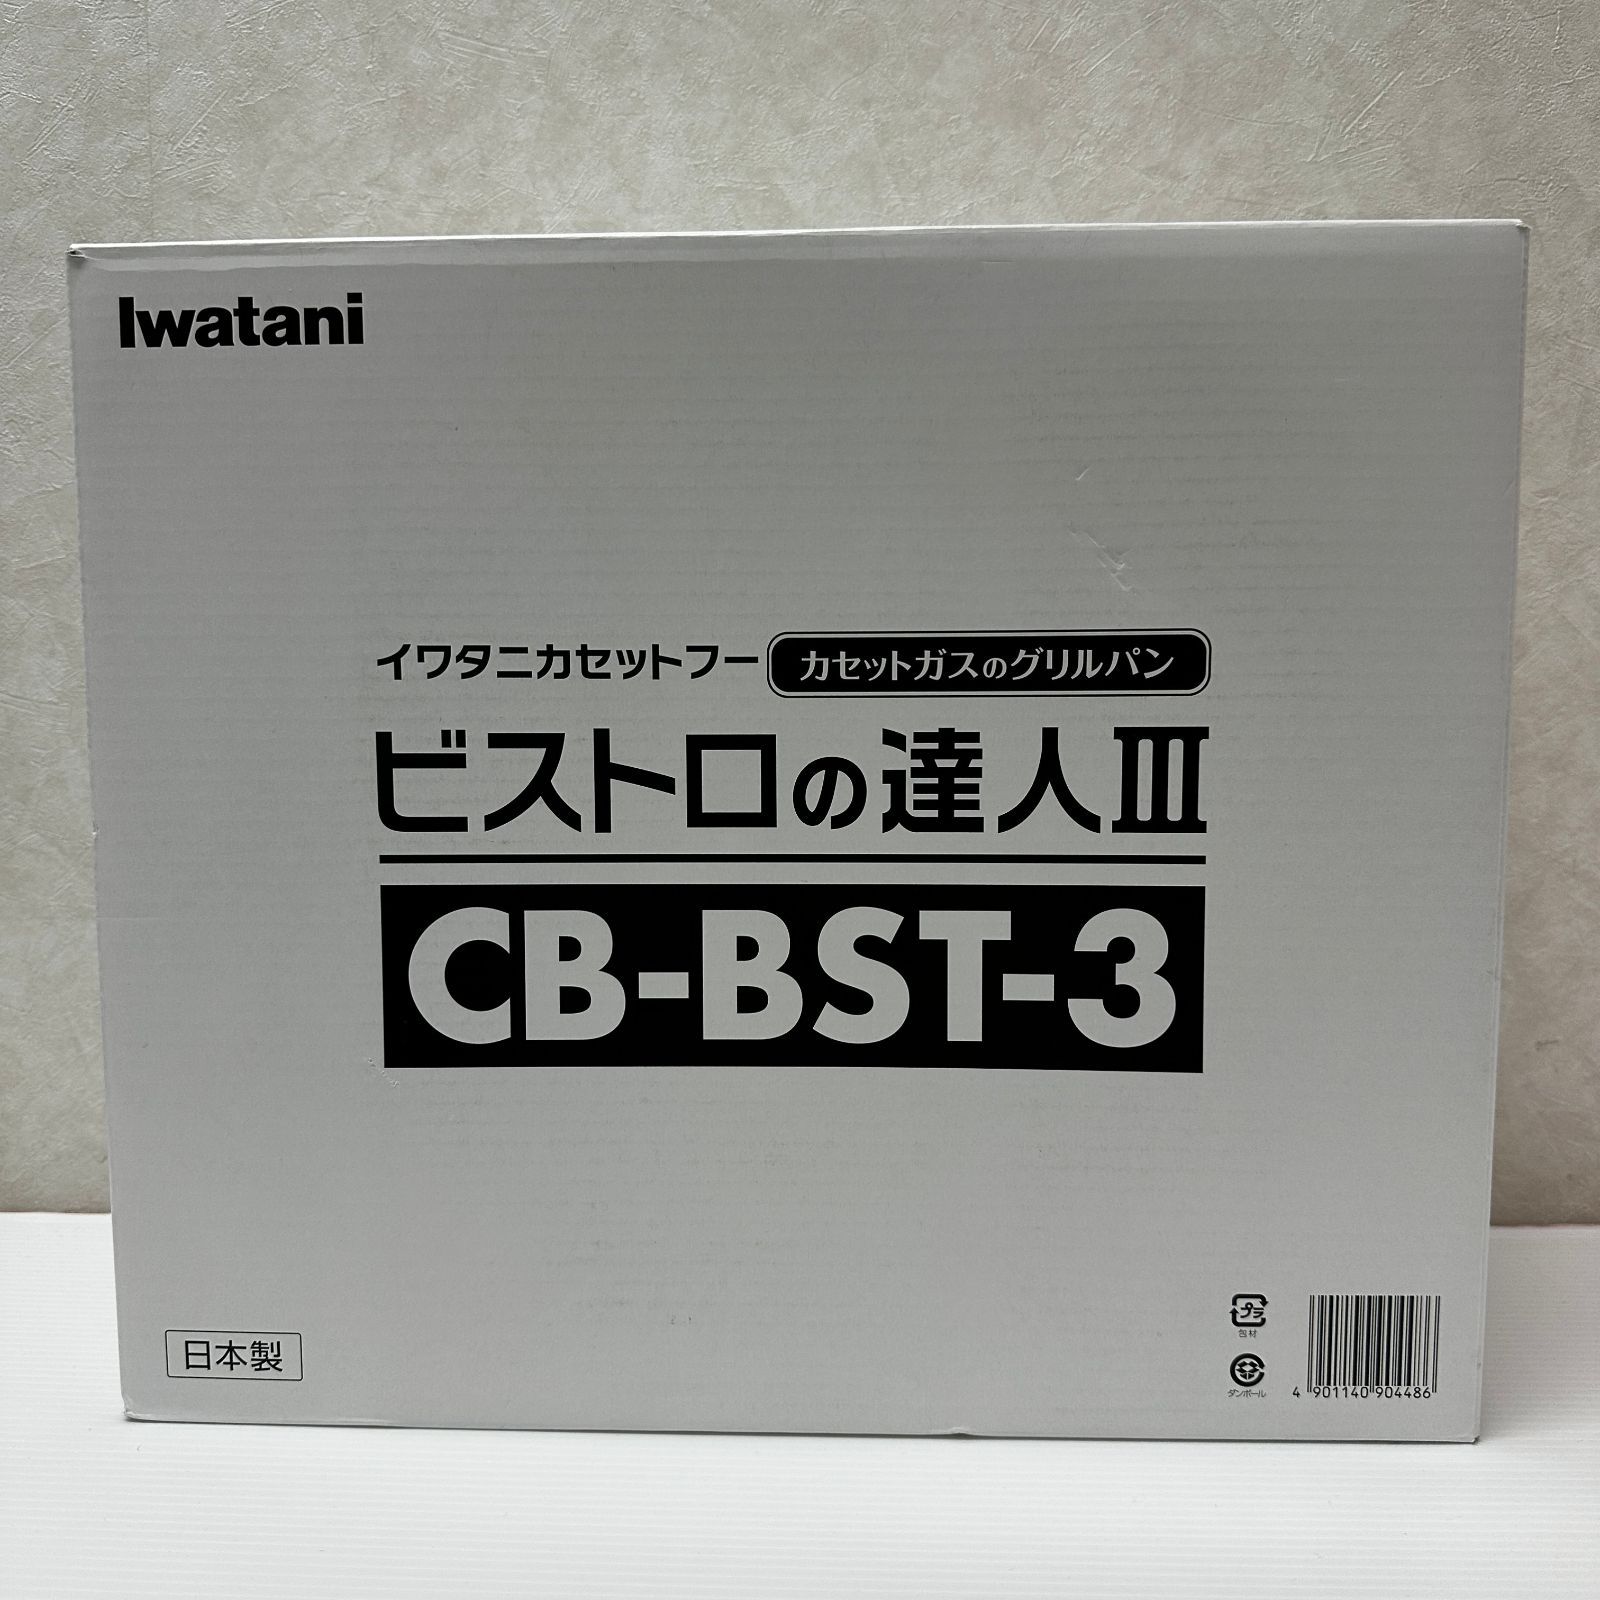 Iwatani
イワタニカセットフー カセットガスのグリルパン
ビストロの達人III
CB-BST-3
日本製
プラ
包材
ダンボール
4 901140 904486